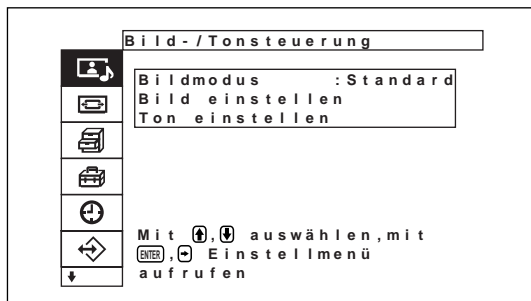 Bild-/Tonsteuerung
Bildmodus :Standard
Bild einstellen
Ton einstellen
Mit ↑,↓ auswählen,mit
ENTER,→ Einstellmenü
aufrufen